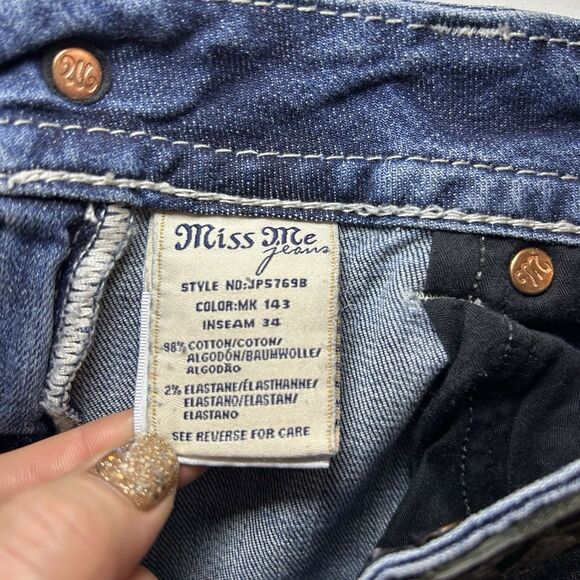 Miss Me
jeans
STYLE NO:JP5769B
COLOR:MK 143
INSEAM 34
98% COTTON/COTON/
ALGODÓN/BAUMWOLLE/
ALGODÃO
2% ELASTANE/ÉLASTHANNE/
ELASTANO/ELASTAN/
ELASTANO
SEE REVERSE FOR CARE